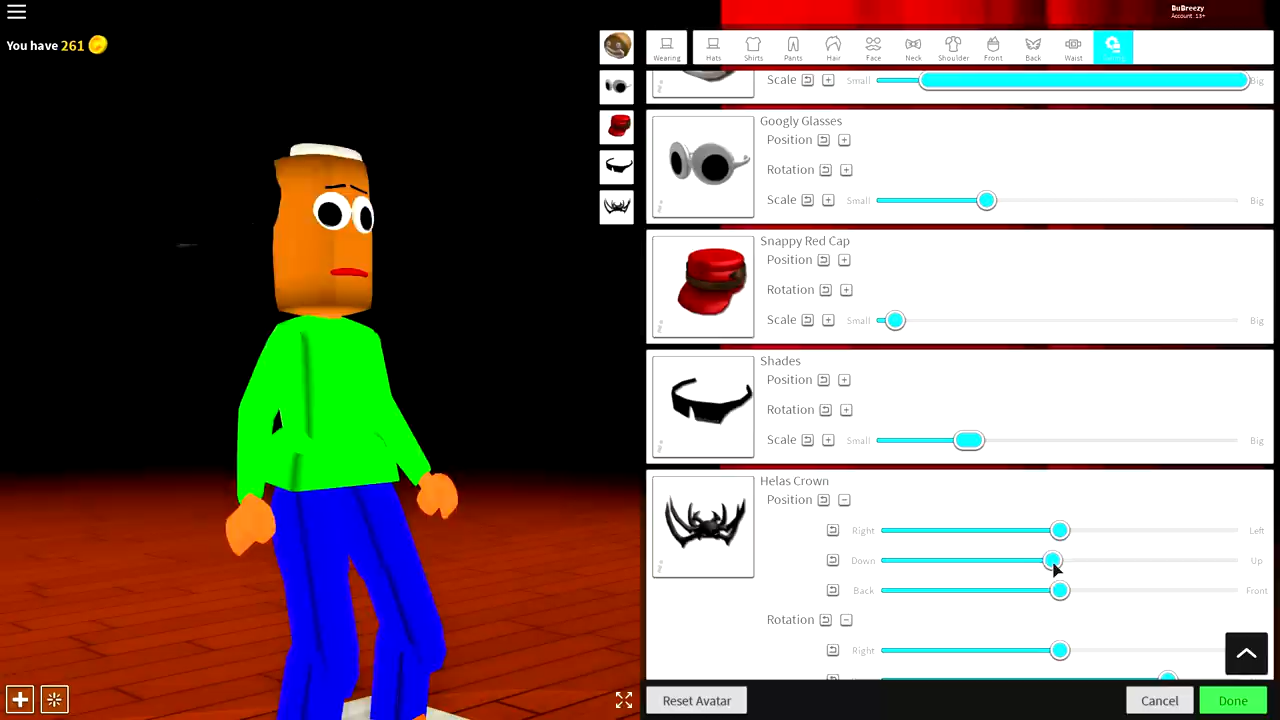 BuBreezy
Account: 13+
You have 261
Wearing
Hats
Shirts
Pants
Hair
Face
Neck
Shoulder
Front
Back
Waist
Scale
Small
Big
Googly Glasses
Position
Rotation
Scale
Small
Big
Snappy Red Cap
Position
Rotation
Scale
Small
Big
Shades
Position
Rotation
Scale
Small
Big
Helas Crown
Position
Right
Left
Down
Up
Back
Front
Rotation
Right
Reset Avatar
Cancel
Done